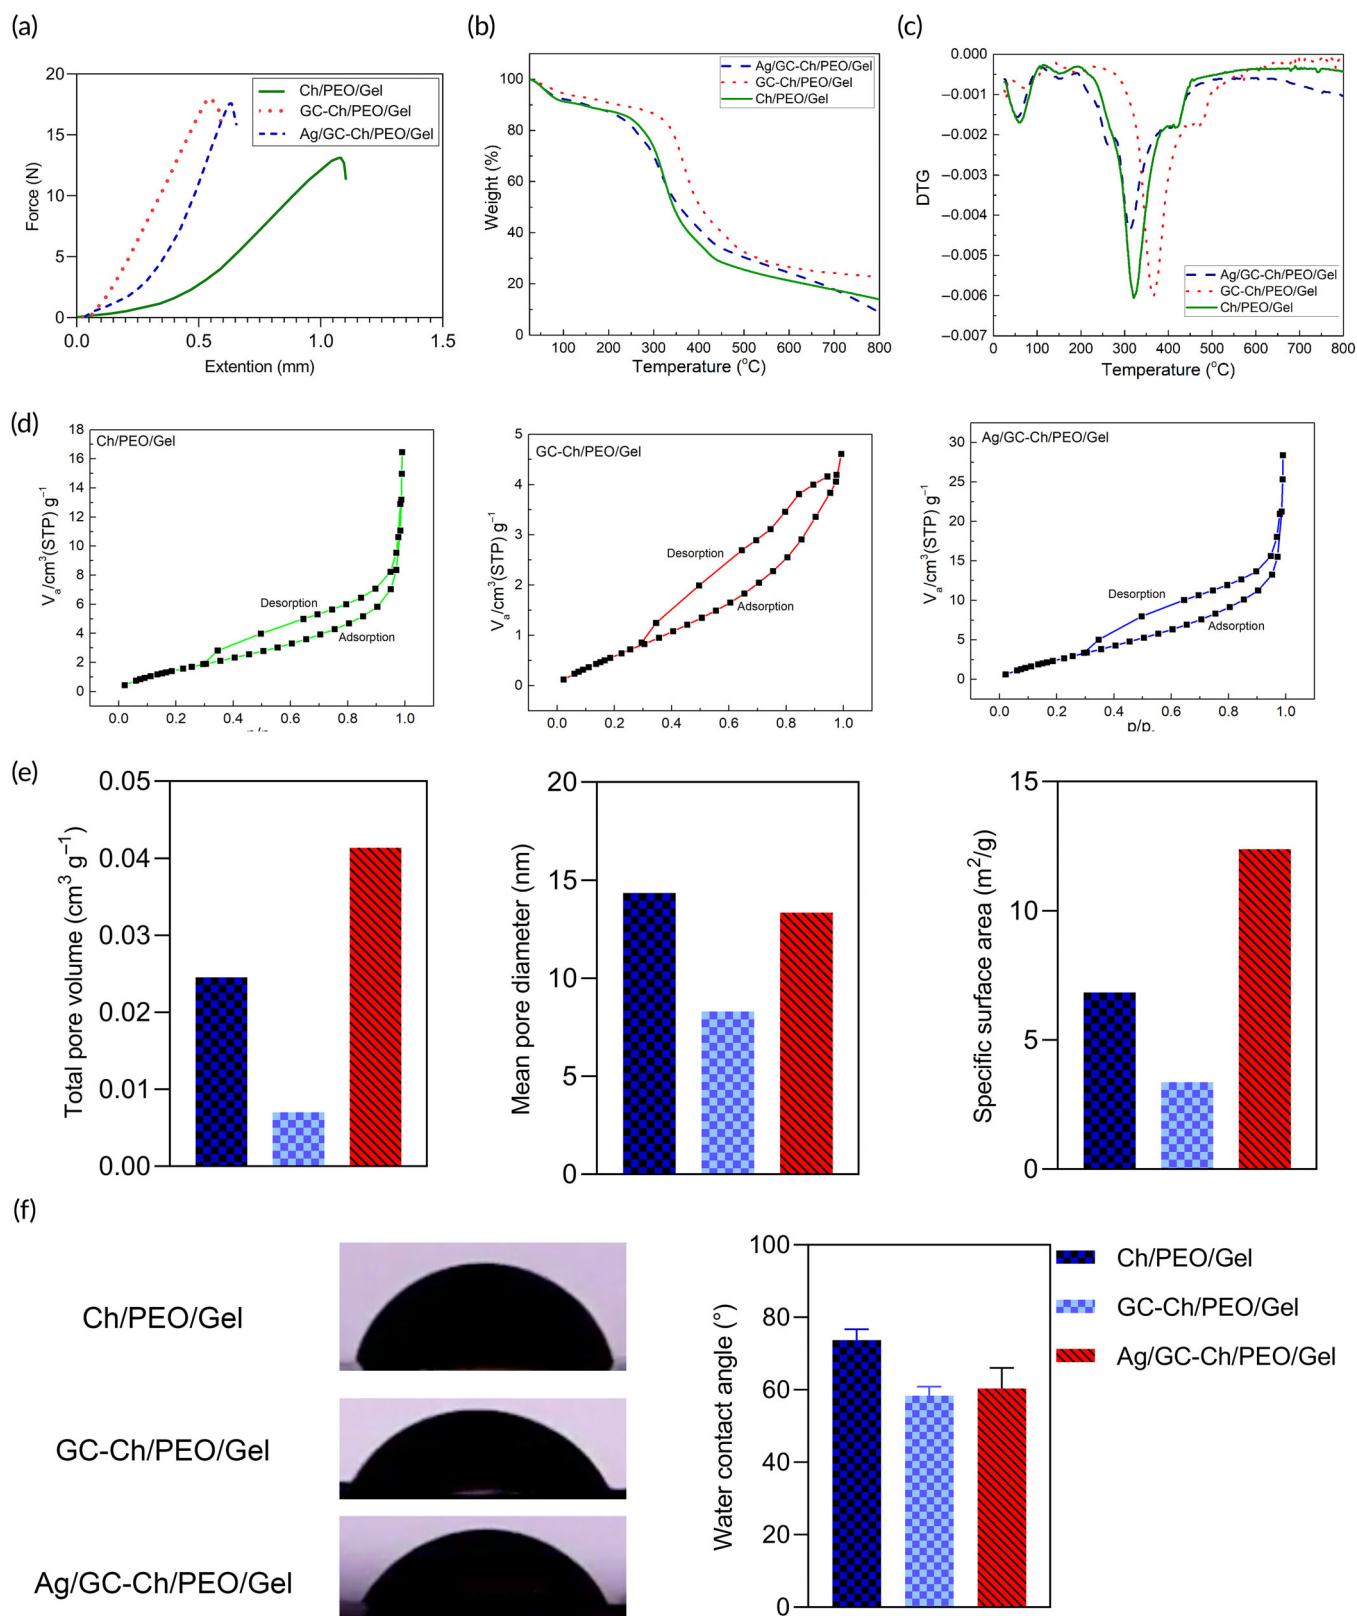 (a)
20
15
10
5
0
0.0
0.5
1.0
1.5
Force (N)
Extention (mm)
Ch/PEO/Gel
GC-Ch/PEO/Gel
Ag/GC-Ch/PEO/Gel
(b)
100
80
60
40
20
0
100 200 300 400 500 600 700 800
Weight (%)
Temperature (°C)
Ag/GC-Ch/PEO/Gel
GC-Ch/PEO/Gel
Ch/PEO/Gel
(c)
0.000
−0.001
−0.002
−0.003
−0.004
−0.005
−0.006
−0.007
0 100 200 300 400 500 600 700 800
DTG
Temperature (°C)
Ag/GC-Ch/PEO/Gel
GC-Ch/PEO/Gel
Ch/PEO/Gel
(d)
Ch/PEO/Gel
18
16
14
12
10
8
6
4
2
0
0.0 0.2 0.4 0.6 0.8 1.0
Va/cm³(STP) g⁻¹
Desorption
Adsorption
GC-Ch/PEO/Gel
5
4
3
2
1
0
0.0 0.2 0.4 0.6 0.8 1.0
Va/cm³(STP) g⁻¹
Desorption
Adsorption
Ag/GC-Ch/PEO/Gel
30
25
20
15
10
5
0
0.0 0.2 0.4 0.6 0.8 1.0
Va/cm³(STP) g⁻¹
Desorption
Adsorption
(e)
0.05
0.04
0.03
0.02
0.01
0.00
Total pore volume (cm³ g⁻¹)
20
15
10
5
0
Mean pore diameter (nm)
15
10
5
0
Specific surface area (m²/g)
(f)
Ch/PEO/Gel
GC-Ch/PEO/Gel
Ag/GC-Ch/PEO/Gel
100
80
60
40
20
0
Water contact angle (°)
Ch/PEO/Gel
GC-Ch/PEO/Gel
Ag/GC-Ch/PEO/Gel